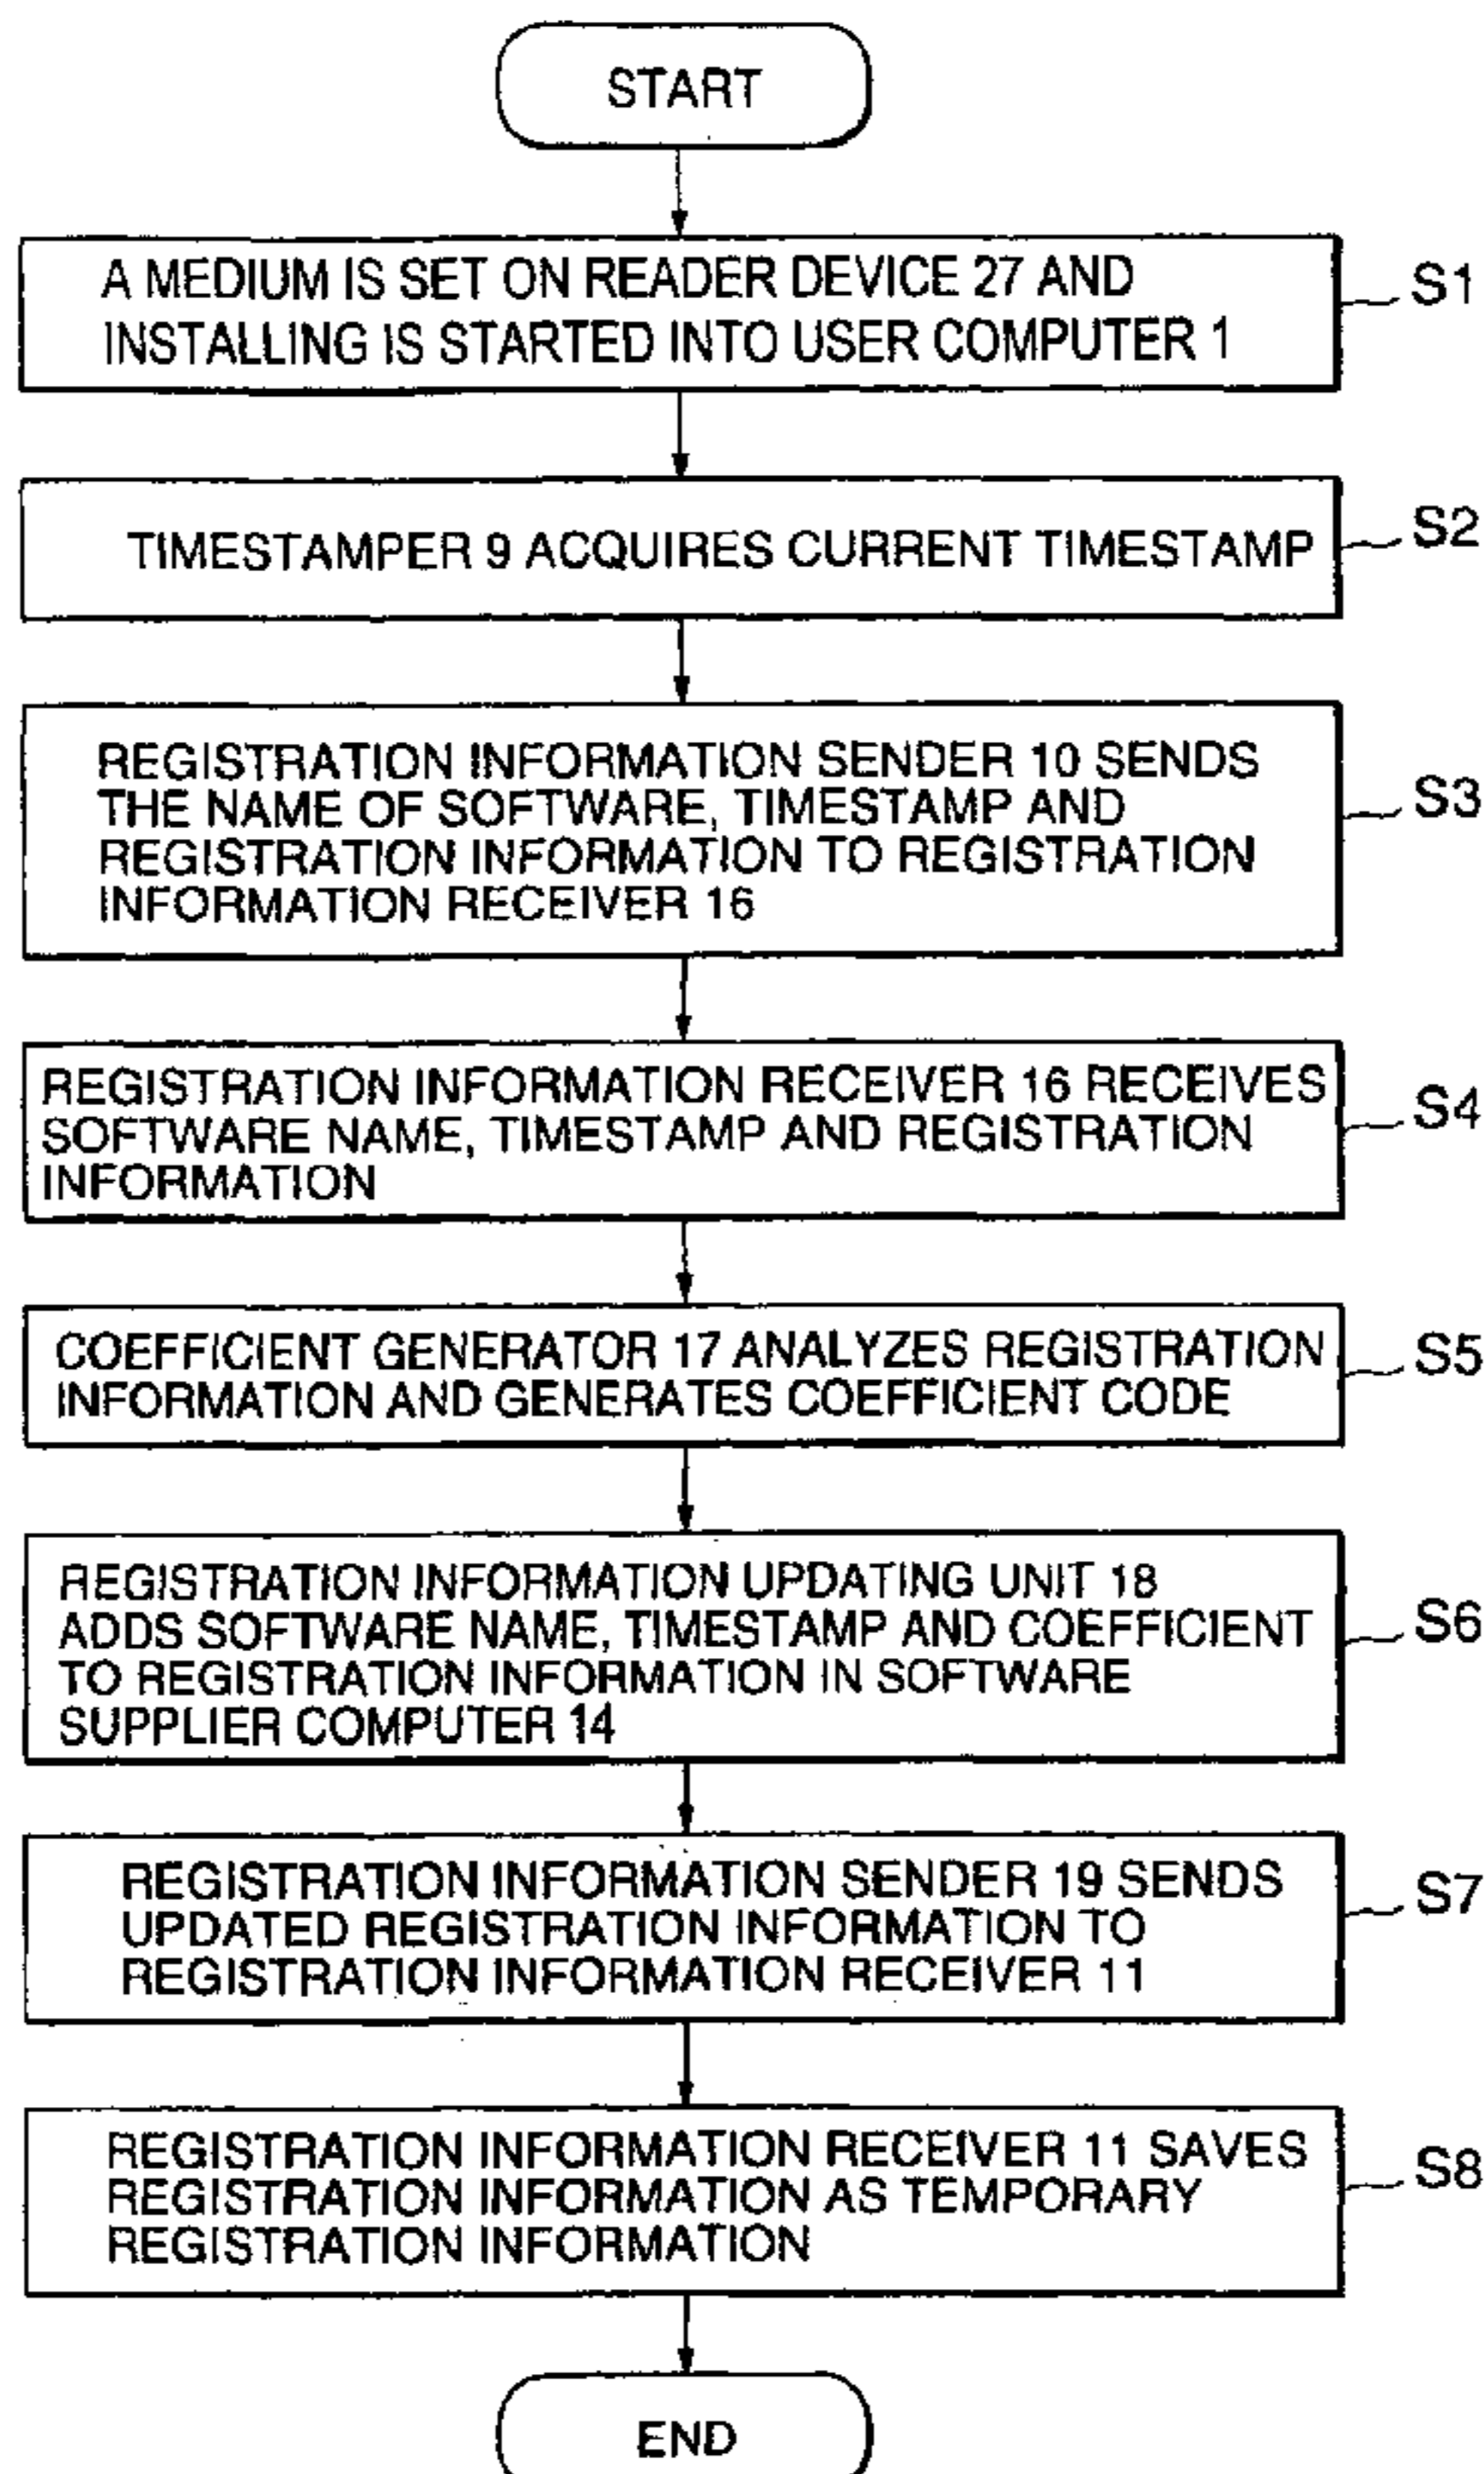 START
A MEDIUM IS SET ON READER DEVICE 27 AND
INSTALLING IS STARTED INTO USER COMPUTER 1
S1
TIMESTAMPER 9 ACQUIRES CURRENT TIMESTAMP
S2
REGISTRATION INFORMATION SENDER 10 SENDS
THE NAME OF SOFTWARE, TIMESTAMP AND
REGISTRATION INFORMATION TO REGISTRATION
INFORMATION RECEIVER 16
S3
REGISTRATION INFORMATION RECEIVER 16 RECEIVES
SOFTWARE NAME, TIMESTAMP AND REGISTRATION
INFORMATION
S4
COEFFICIENT GENERATOR 17 ANALYZES REGISTRATION
INFORMATION AND GENERATES COEFFICIENT CODE
S5
REGISTRATION INFORMATION UPDATING UNIT 18
ADDS SOFTWARE NAME, TIMESTAMP AND COEFFICIENT
TO REGISTRATION INFORMATION IN SOFTWARE
SUPPLIER COMPUTER 14
S6
REGISTRATION INFORMATION SENDER 19 SENDS
UPDATED REGISTRATION INFORMATION TO
REGISTRATION INFORMATION RECEIVER 11
S7
REGISTRATION INFORMATION RECEIVER 11 SAVES
REGISTRATION INFORMATION AS TEMPORARY
REGISTRATION INFORMATION
S8
END